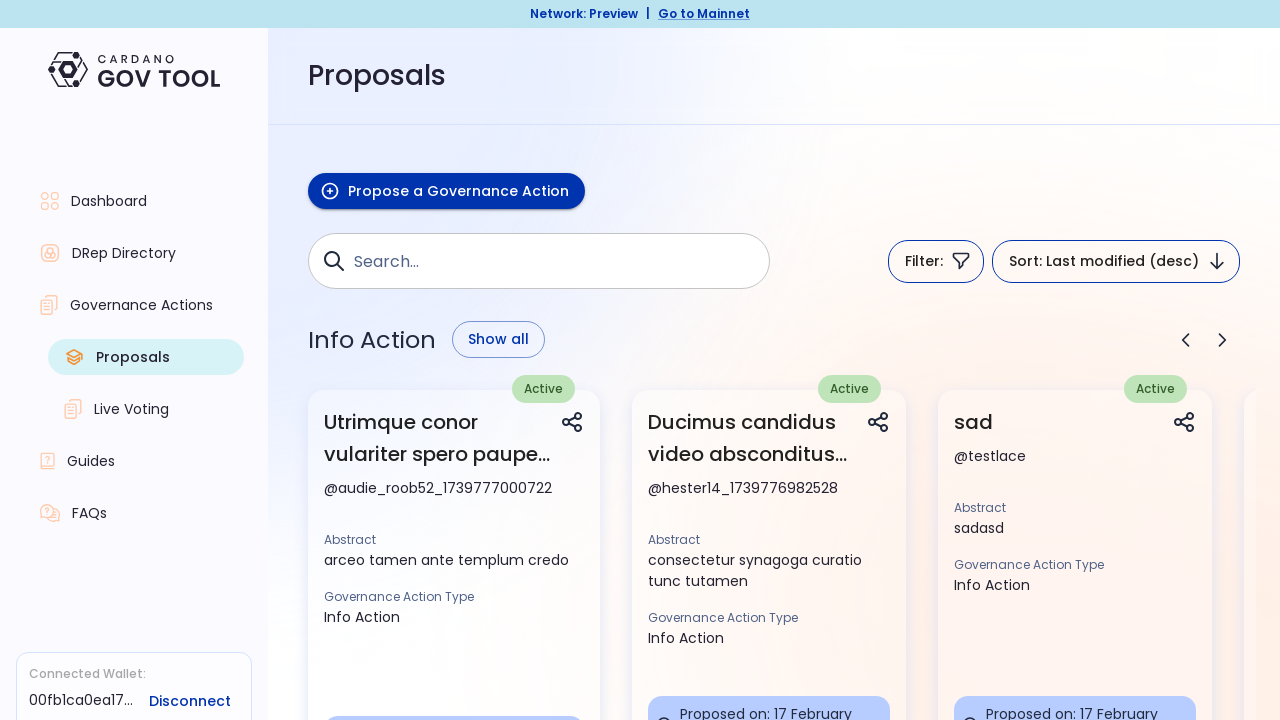 Network: Preview | Go to Mainnet
CARDANO
GOV TOOL
Proposals
Dashboard
DRep Directory
Governance Actions
Proposals
Live Voting
Guides
FAQs
Connected Wallet:
00fb1ca0ea17...
Disconnect
Propose a Governance Action
Search...
Filter:
Sort: Last modified (desc)
Info Action
Show all
Active
Utrimque conor
vulariter spero paupe...
@audie_roob52_1739777000722
Abstract
arceo tamen ante templum credo
Governance Action Type
Info Action
Active
Ducimus candidus
video absconditus...
@hester14_1739776982528
Abstract
consectetur synagoga curatio
tunc tutamen
Governance Action Type
Info Action
Proposed on: 17 February
Active
sad
@testlace
Abstract
sadasd
Governance Action Type
Info Action
Proposed on: 17 February